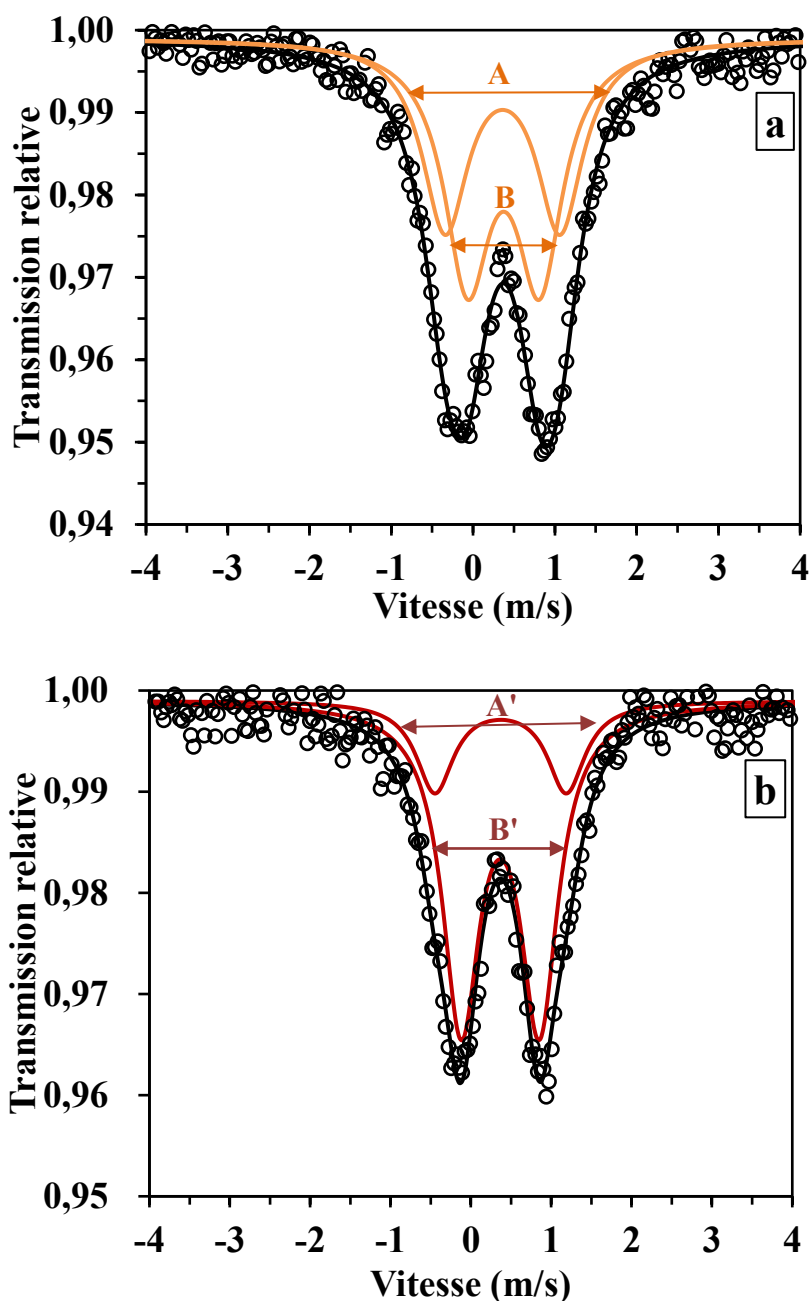 1,00
0,99
0,98
0,97
0,96
0,95
0,94
Transmission relative
A
B
a
-4 -3 -2 -1 0 1 2 3 4
Vitesse (m/s)
1,00
0,99
0,98
0,97
0,96
0,95
Transmission relative
A'
B'
b
-4 -3 -2 -1 0 1 2 3 4
Vitesse (m/s)